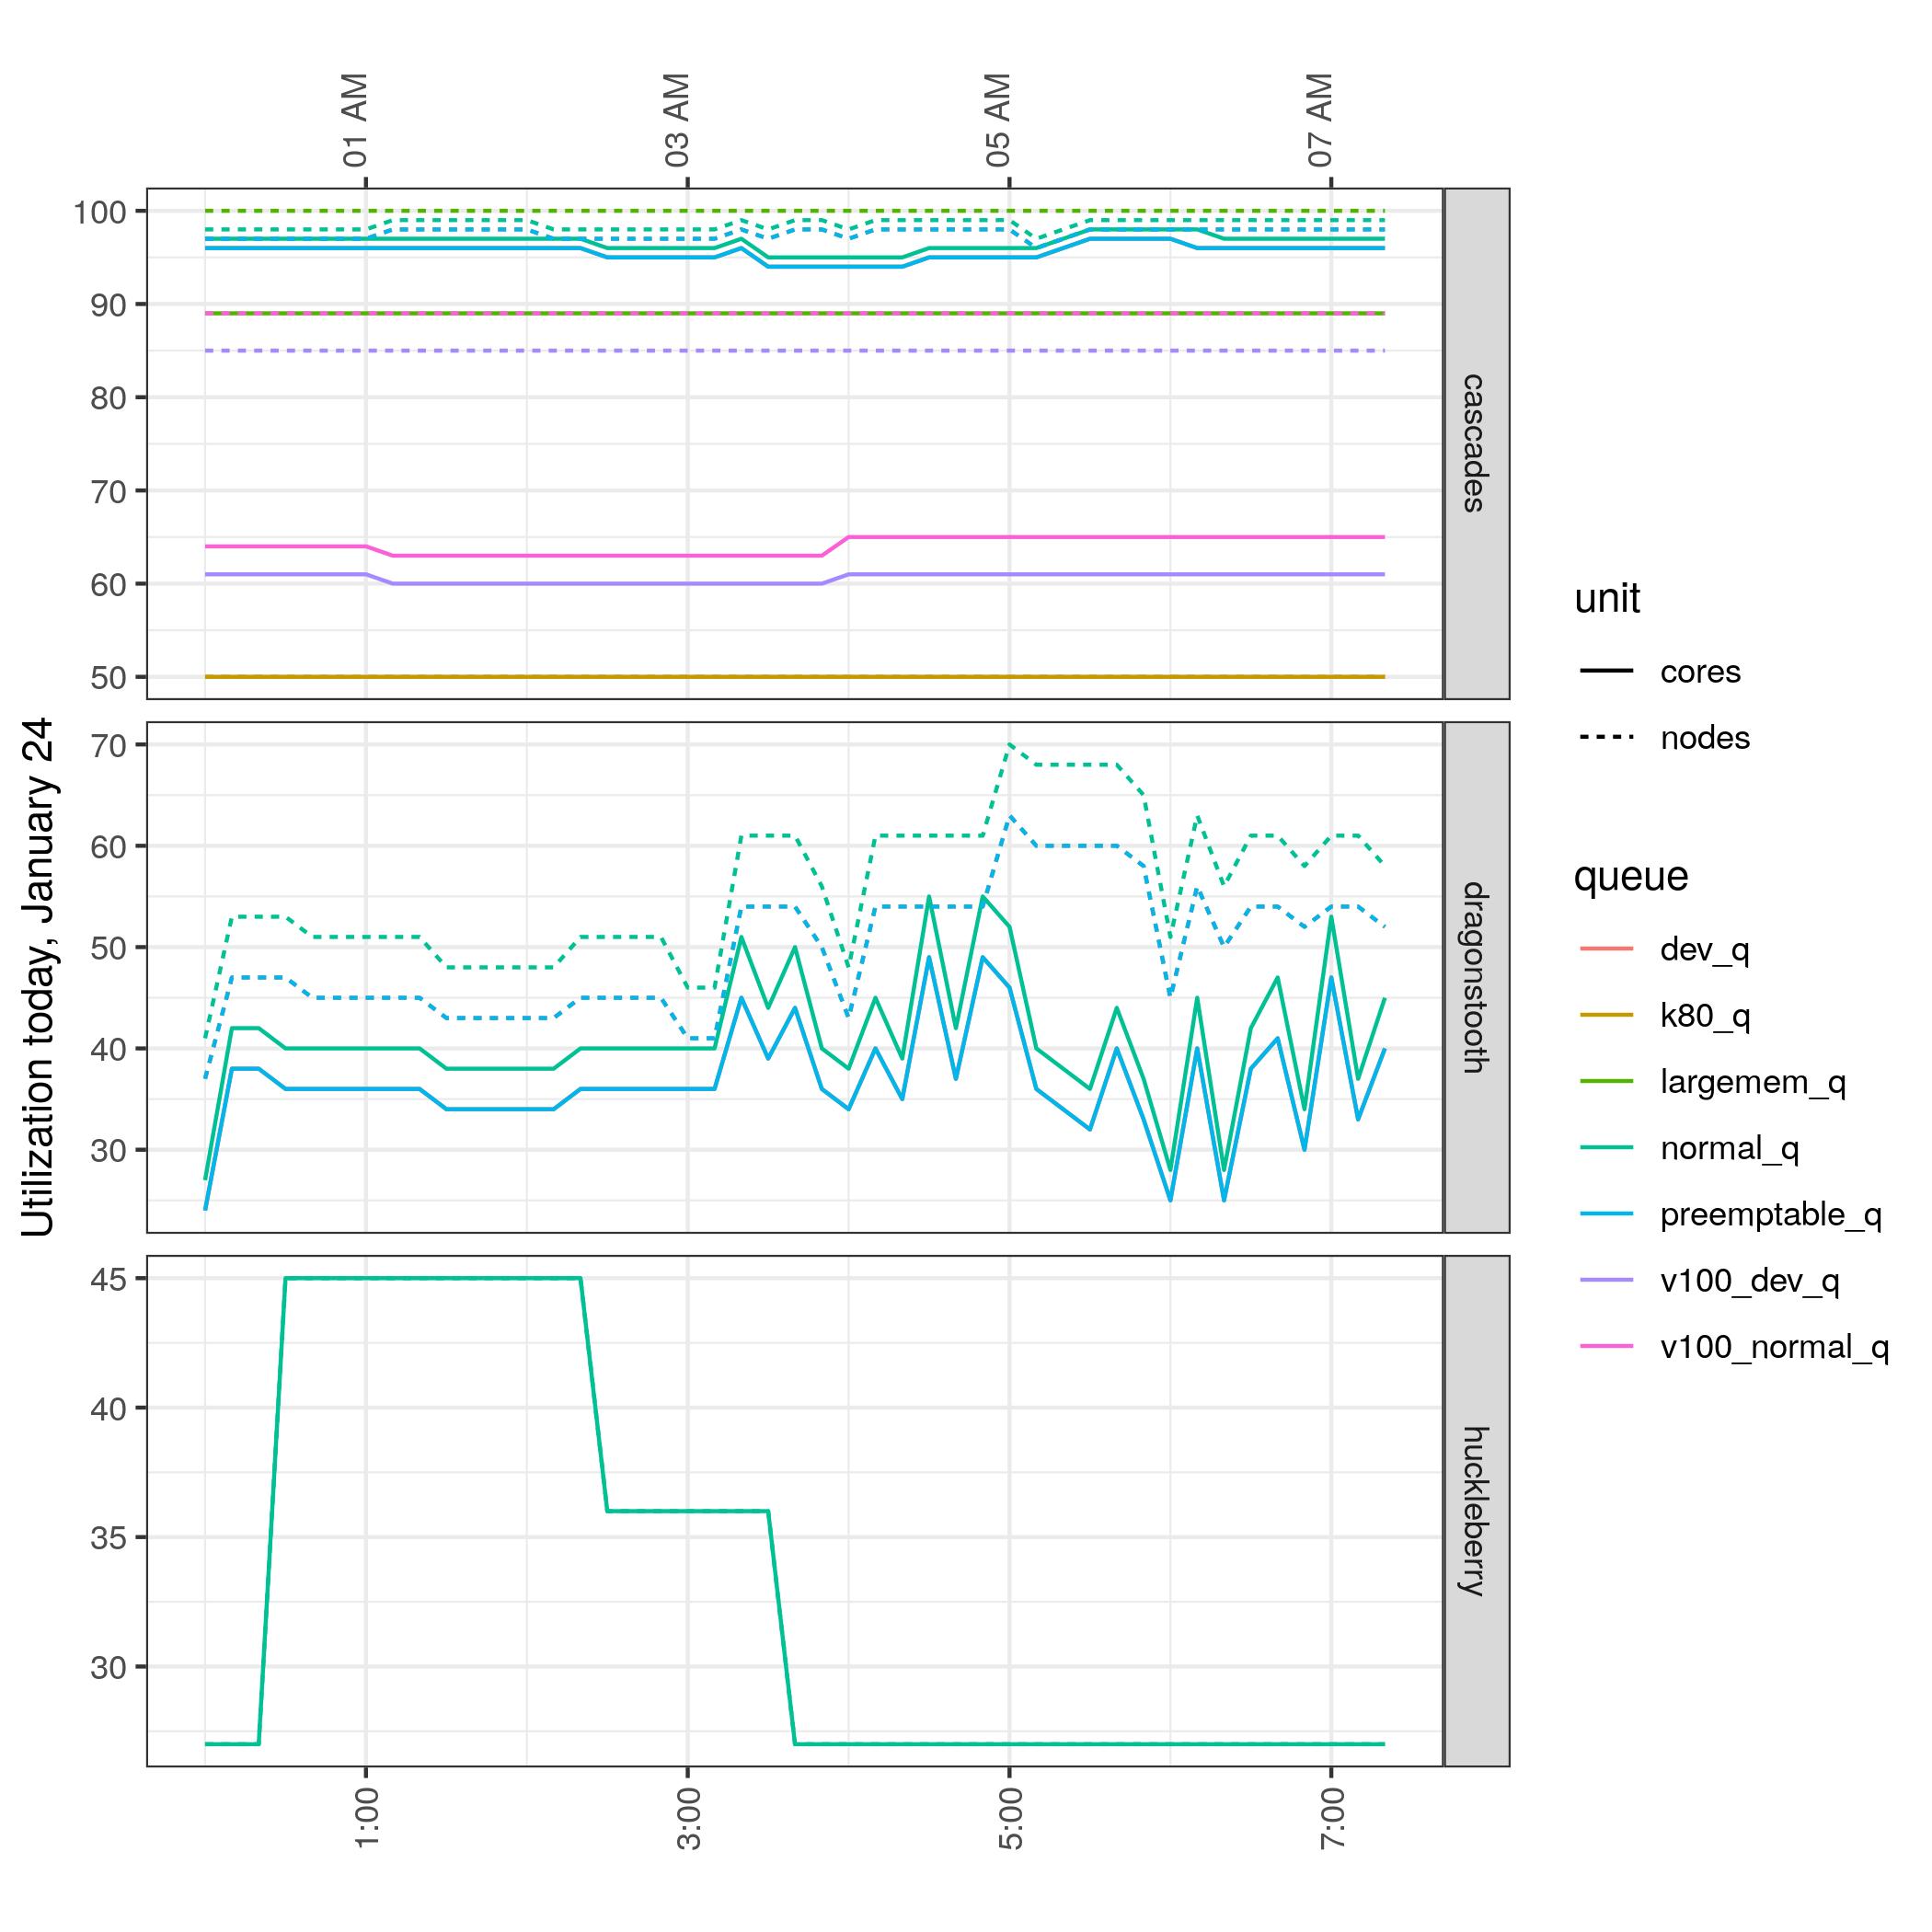 01 AM
03 AM
05 AM
07 AM
100
90
80
70
60
50
cascades
70
60
50
40
30
dragonstooth
45
40
35
30
huckleberry
1:00
3:00
5:00
7:00
Utilization today, January 24
unit
cores
nodes
queue
dev_q
k80_q
largemem_q
normal_q
preemptable_q
v100_dev_q
v100_normal_q